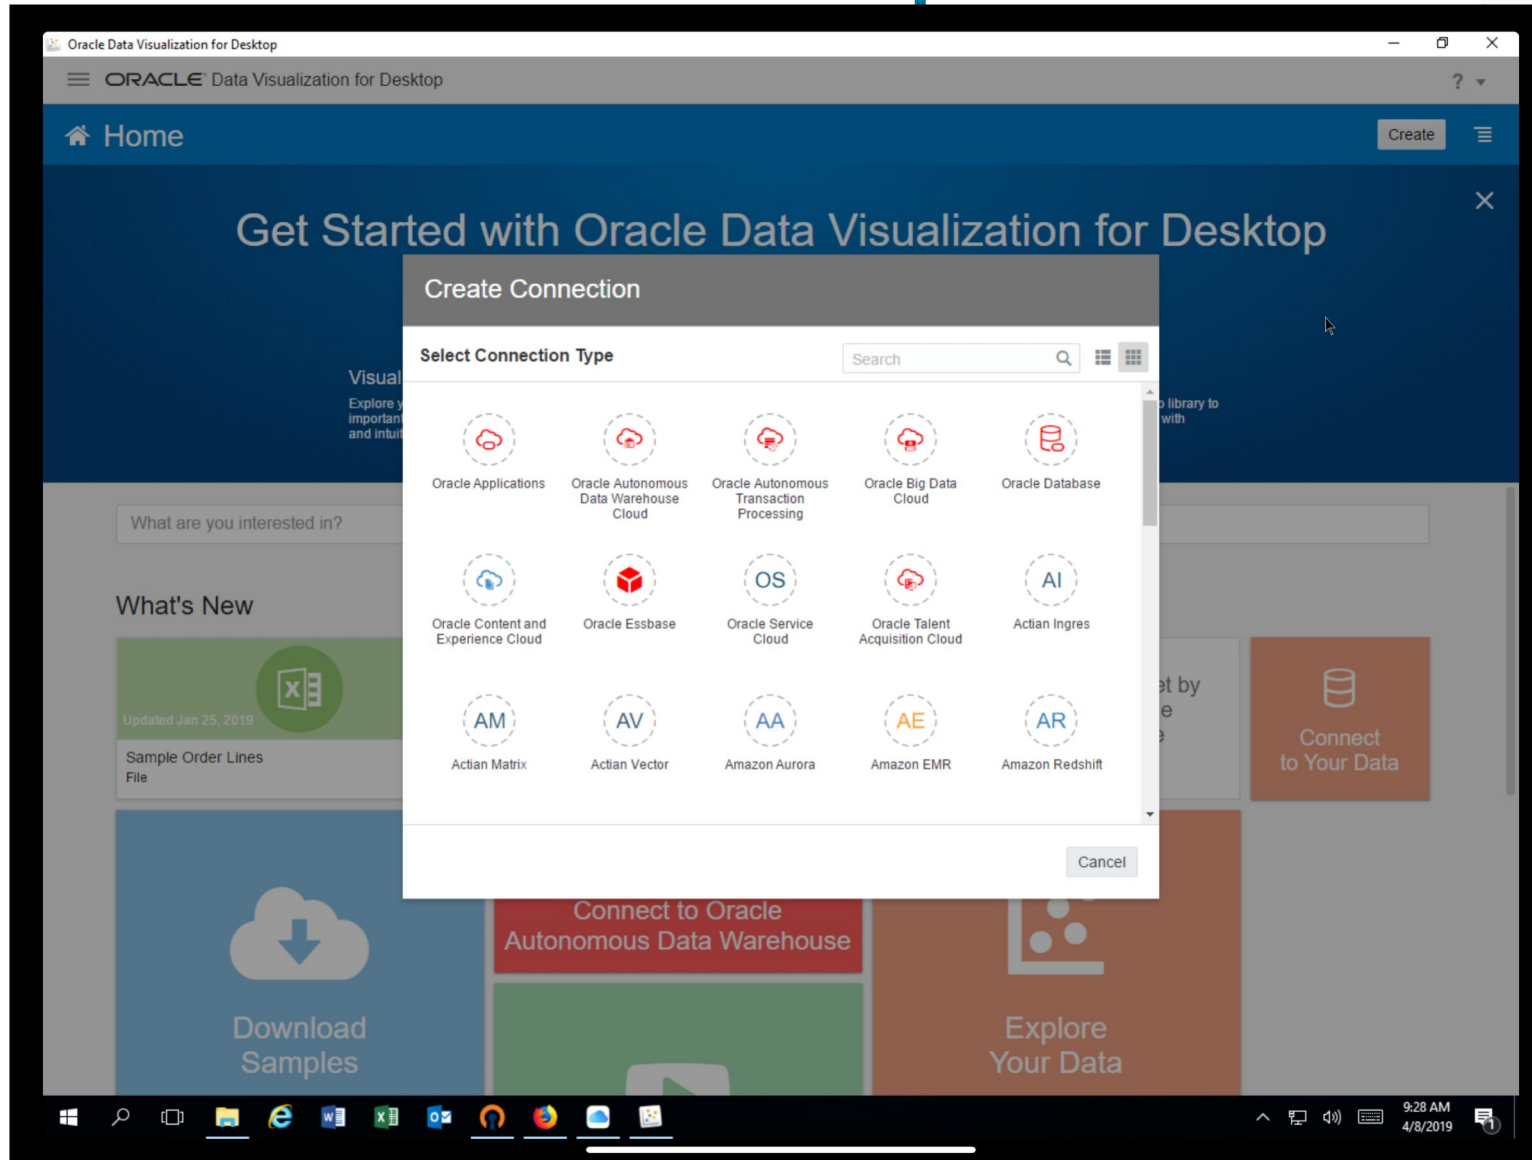 Oracle Data Visualization for Desktop
ORACLE Data Visualization for Desktop
?
Home
Create
Get Started with Oracle Data Visualization for Desktop
Create Connection
Select Connection Type
Search
Visual
Explore y
important
and intuit
library to
with
Oracle Applications
Oracle Autonomous
Data Warehouse
Cloud
Oracle Autonomous
Transaction
Processing
Oracle Big Data
Cloud
Oracle Database
OS
AI
Oracle Content and
Experience Cloud
Oracle Essbase
Oracle Service
Cloud
Oracle Talent
Acquisition Cloud
Actian Ingres
AM
AV
AA
AE
AR
Actian Matrix
Actian Vector
Amazon Aurora
Amazon EMR
Amazon Redshift
Cancel
What are you interested in?
What's New
Updated Jan 25, 2019
Sample Order Lines
File
et by
e
Connect
to Your Data
Connect to Oracle
Autonomous Data Warehouse
Download
Samples
Explore
Your Data
9:28 AM
4/8/2019
1